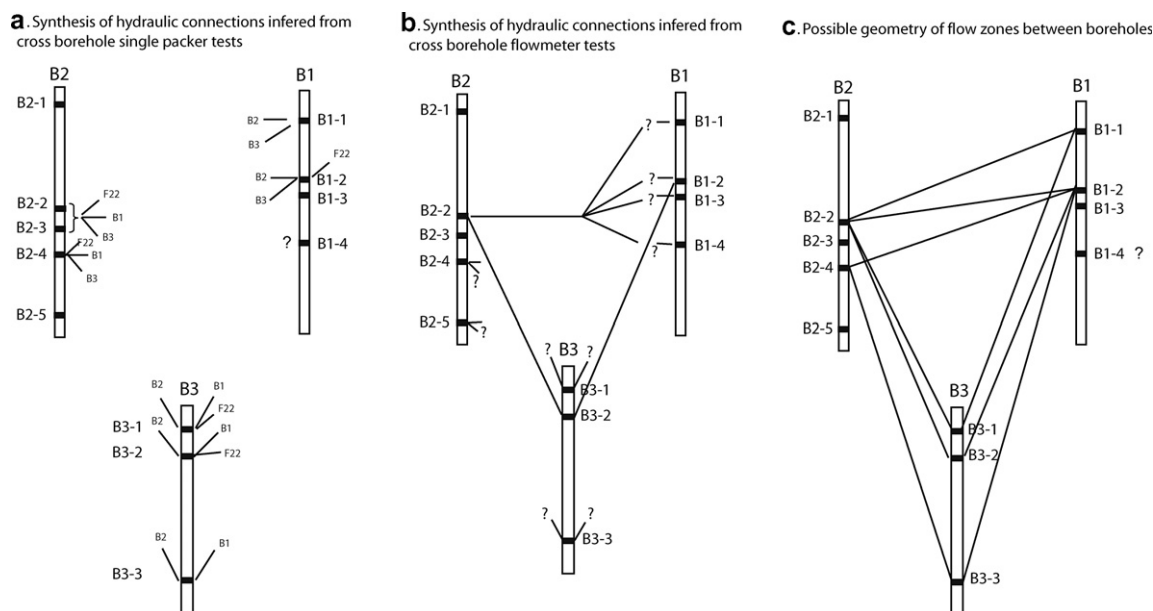 a. Synthesis of hydraulic connections infered from
cross borehole single packer tests
B2
B1
B2-1
B2
B3
B1-1
B2
B3
F22
B1-2
B1-3
B2-2
B2-3
F22
B1
B3
B2-4
F22
B1
B3
?
B1-4
B2-5
B3
B2
B1
F22
B3-1
B2
B1
F22
B3-2
B2
B1
B3-3
b. Synthesis of hydraulic connections infered from
cross borehole flowmeter tests
B2
B1
B2-1
?
B1-1
?
B1-2
?
B1-3
B2-2
B2-3
?
B1-4
B2-4
?
B2-5
?
B3
?
?
B3-1
B3-2
?
?
B3-3
c. Possible geometry of flow zones between boreholes
B2
B1
B2-1
B1-1
B1-2
B1-3
B2-2
B2-3
B2-4
B1-4 ?
B2-5
B3
B3-1
B3-2
B3-3